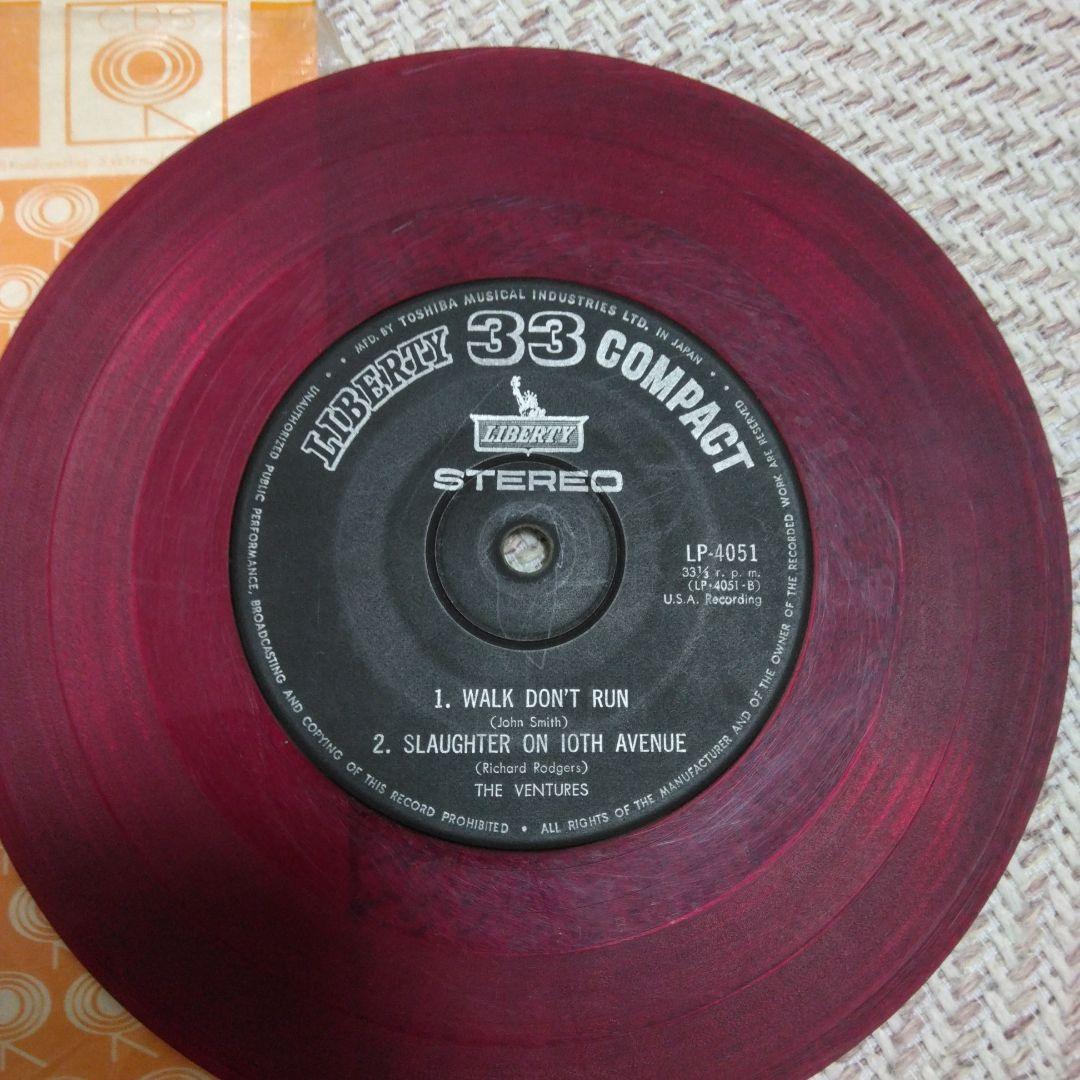 CBS
MFD. BY TOSHIBA MUSICAL INDUSTRIES LTD. IN JAPAN
LIBERTY 33 COMPACT
LIBERTY
STEREO
LP-4051
33⅓ r. p. m.
(LP-4051-B)
U.S.A. Recording
1. WALK DON'T RUN
(John Smith)
2. SLAUGHTER ON 10TH AVENUE
(Richard Rodgers)
THE VENTURES
UNAUTHORIZED PUBLIC PERFORMANCE, BROADCASTING AND COPYING OF THIS RECORD PROHIBITED • ALL RIGHTS OF THE MANUFACTURER AND OF THE OWNER OF THE RECORDED WORK ARE RESERVED